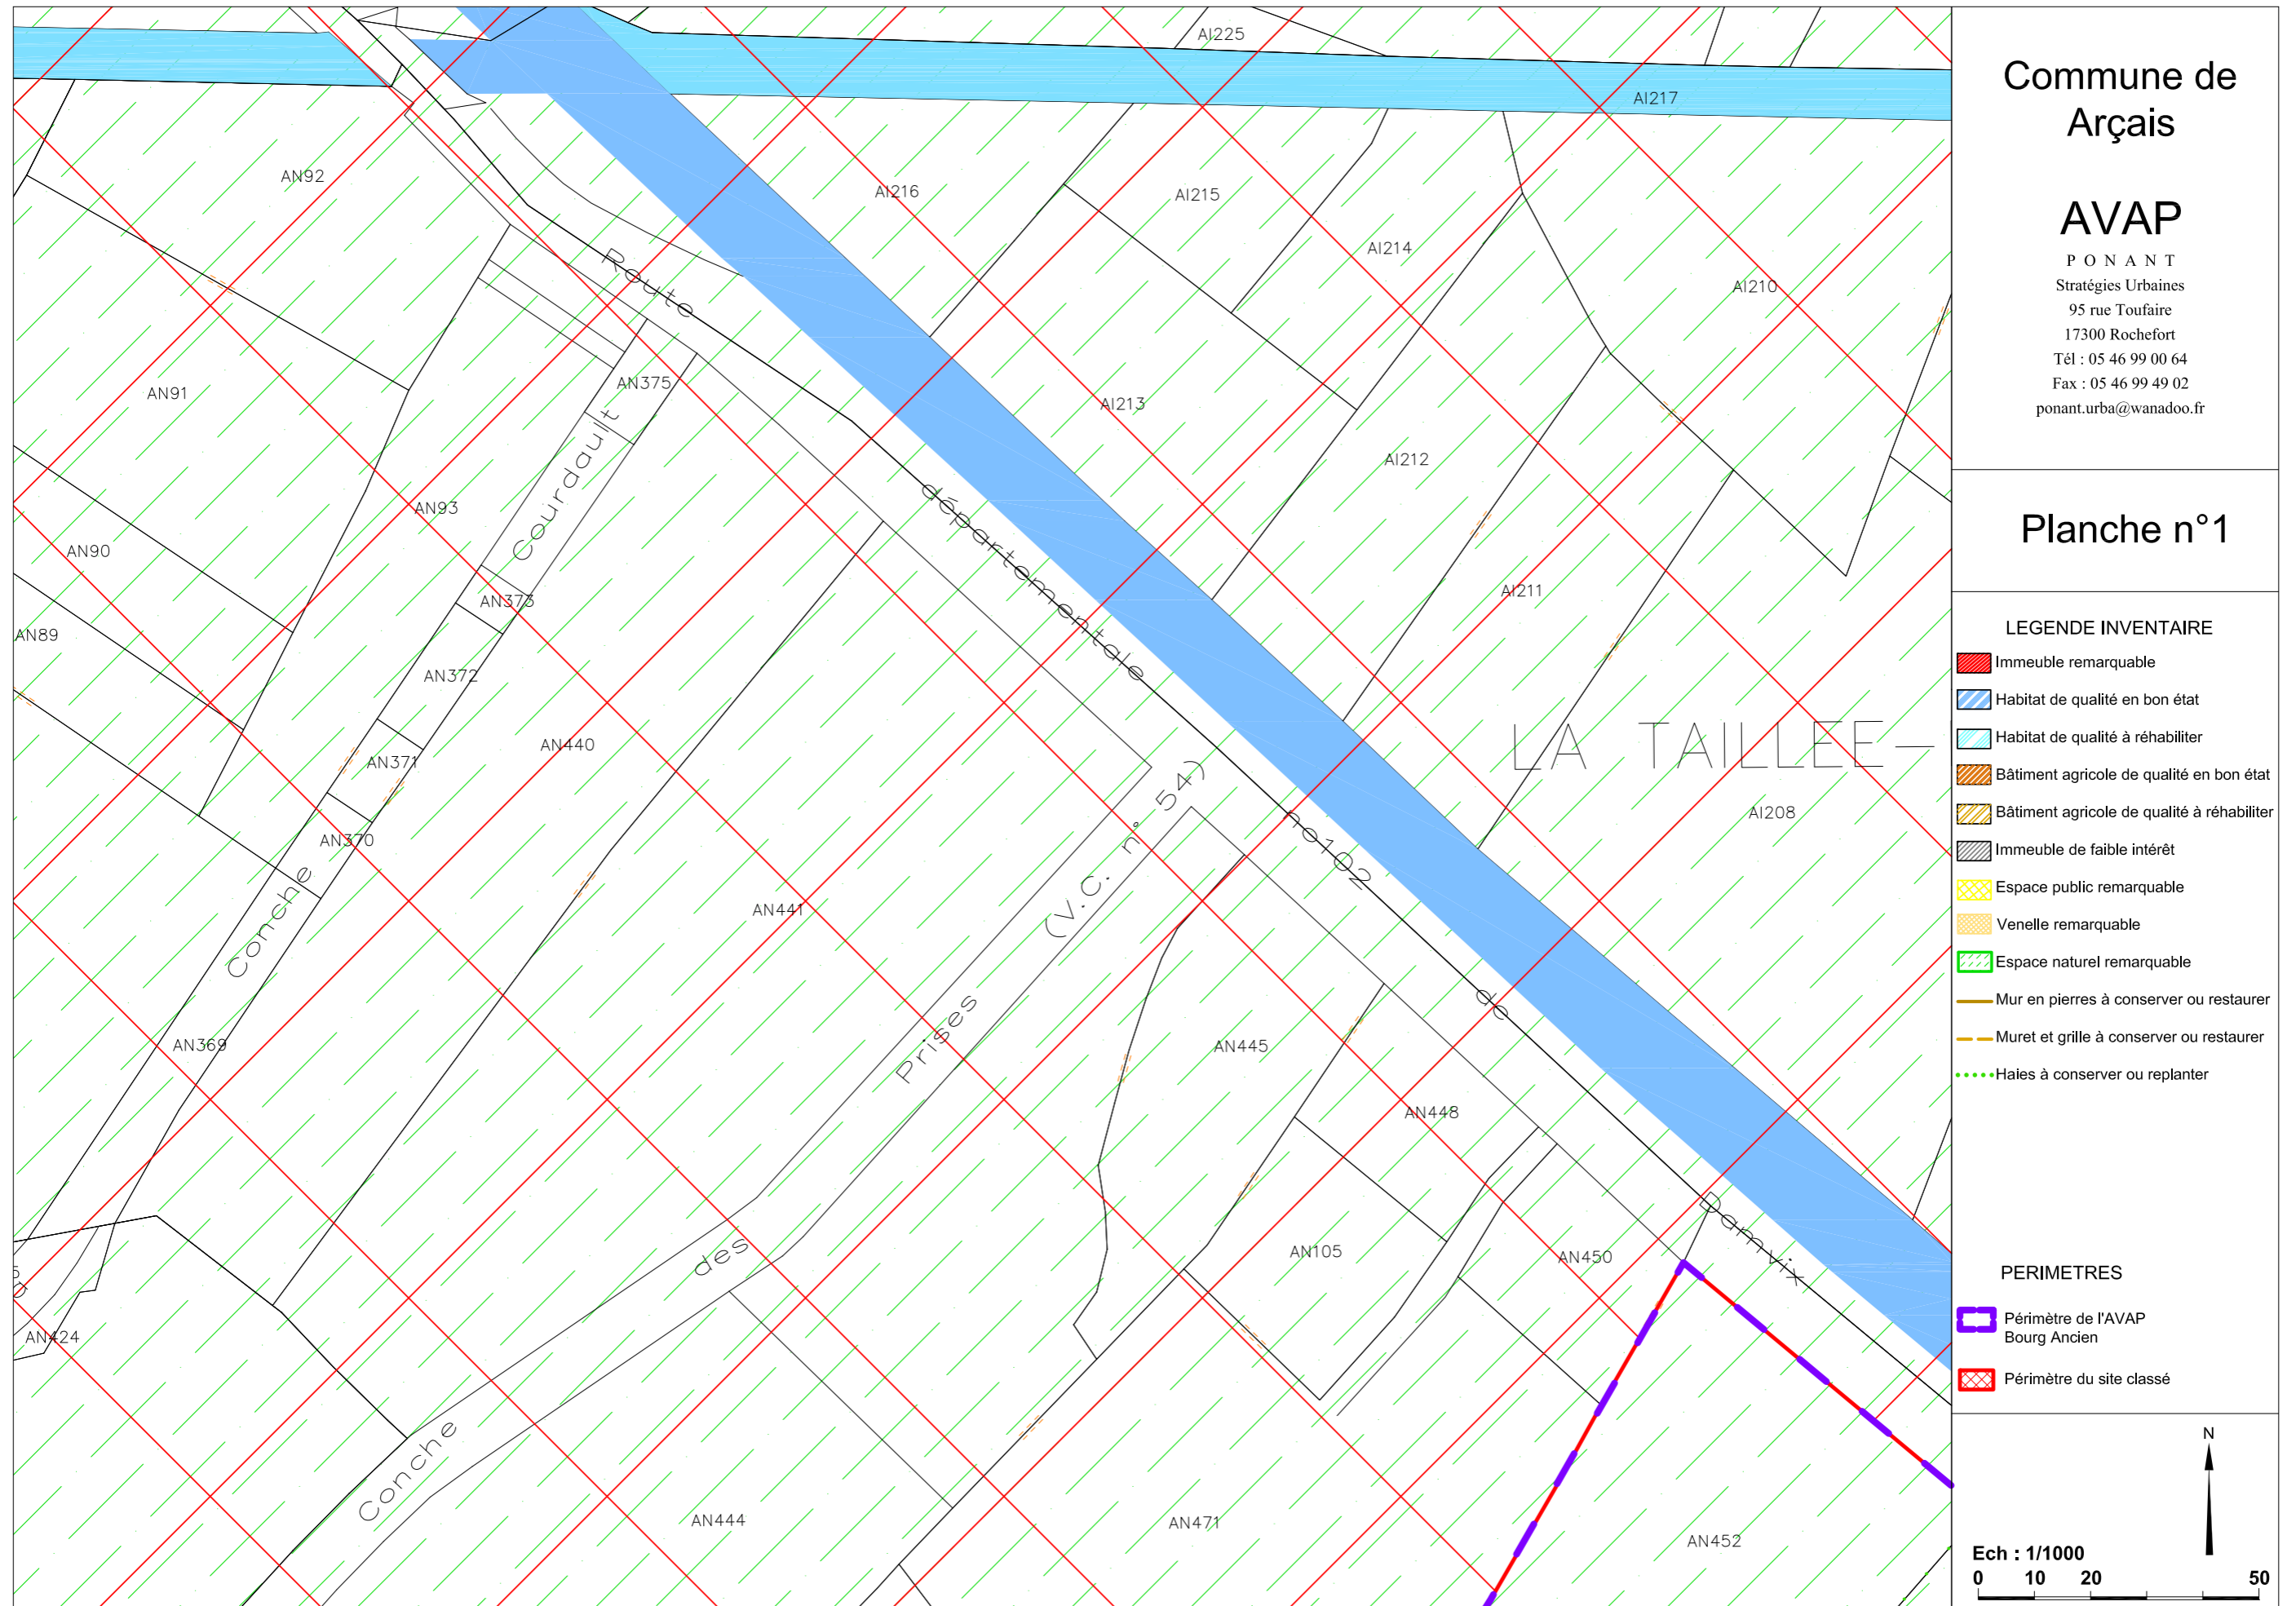 AI225
AI217
AN92
AI216
AI215
AI214
AI210
Route
départementale
no102
de
Damvix
AN375
AN91
AI213
AI212
AN93
Courdault
AN90
AI211
AN373
AN89
AN372
LA TAILLEE—
AN440
AN371
AI208
AN370
AN441
Conche
(V.C. n° 54)
Prises
des
Conche
AN369
AN445
AN448
AN105
AN450
AN424
AN444
AN471
AN452
Commune de
Arçais
AVAP
P O N A N T
Stratégies Urbaines
95 rue Toufaire
17300 Rochefort
Tél : 05 46 99 00 64
Fax : 05 46 99 49 02
ponant.urba@wanadoo.fr
Planche n°1
LEGENDE INVENTAIRE
Immeuble remarquable
Habitat de qualité en bon état
Habitat de qualité à réhabiliter
Bâtiment agricole de qualité en bon état
Bâtiment agricole de qualité à réhabiliter
Immeuble de faible intérêt
Espace public remarquable
Venelle remarquable
Espace naturel remarquable
Mur en pierres à conserver ou restaurer
Muret et grille à conserver ou restaurer
Haies à conserver ou replanter
PERIMETRES
Périmètre de l'AVAP
Bourg Ancien
Périmètre du site classé
N
Ech : 1/1000
0 10 20 50